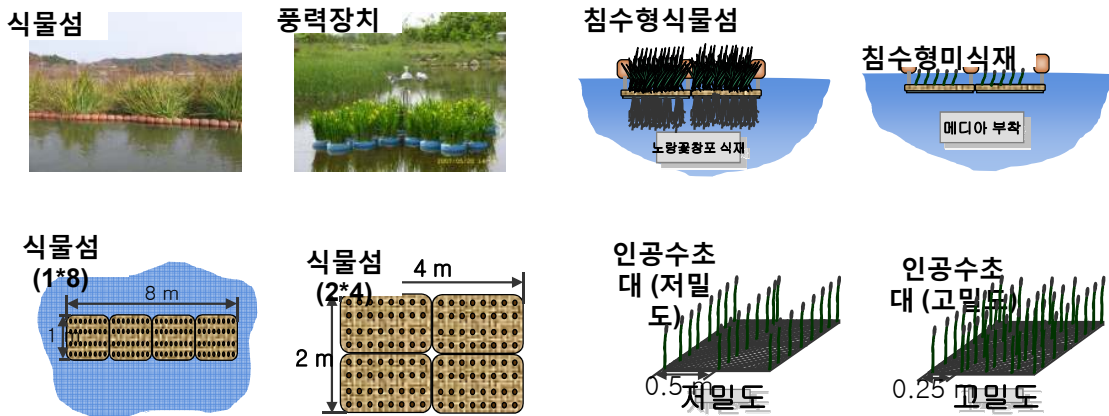 식물섬
풍력장치
침수형식물섬
침수형미식재
노랑꽃창포 식재
메디아 부착
2007/05/20
식물섬
(1*8)
8 m
1 m
식물섬
(2*4)
4 m
2 m
인공수초
대 (저밀
도)
0.5 m
저밀도
인공수초
대 (고밀도)
0.25 m
고밀도